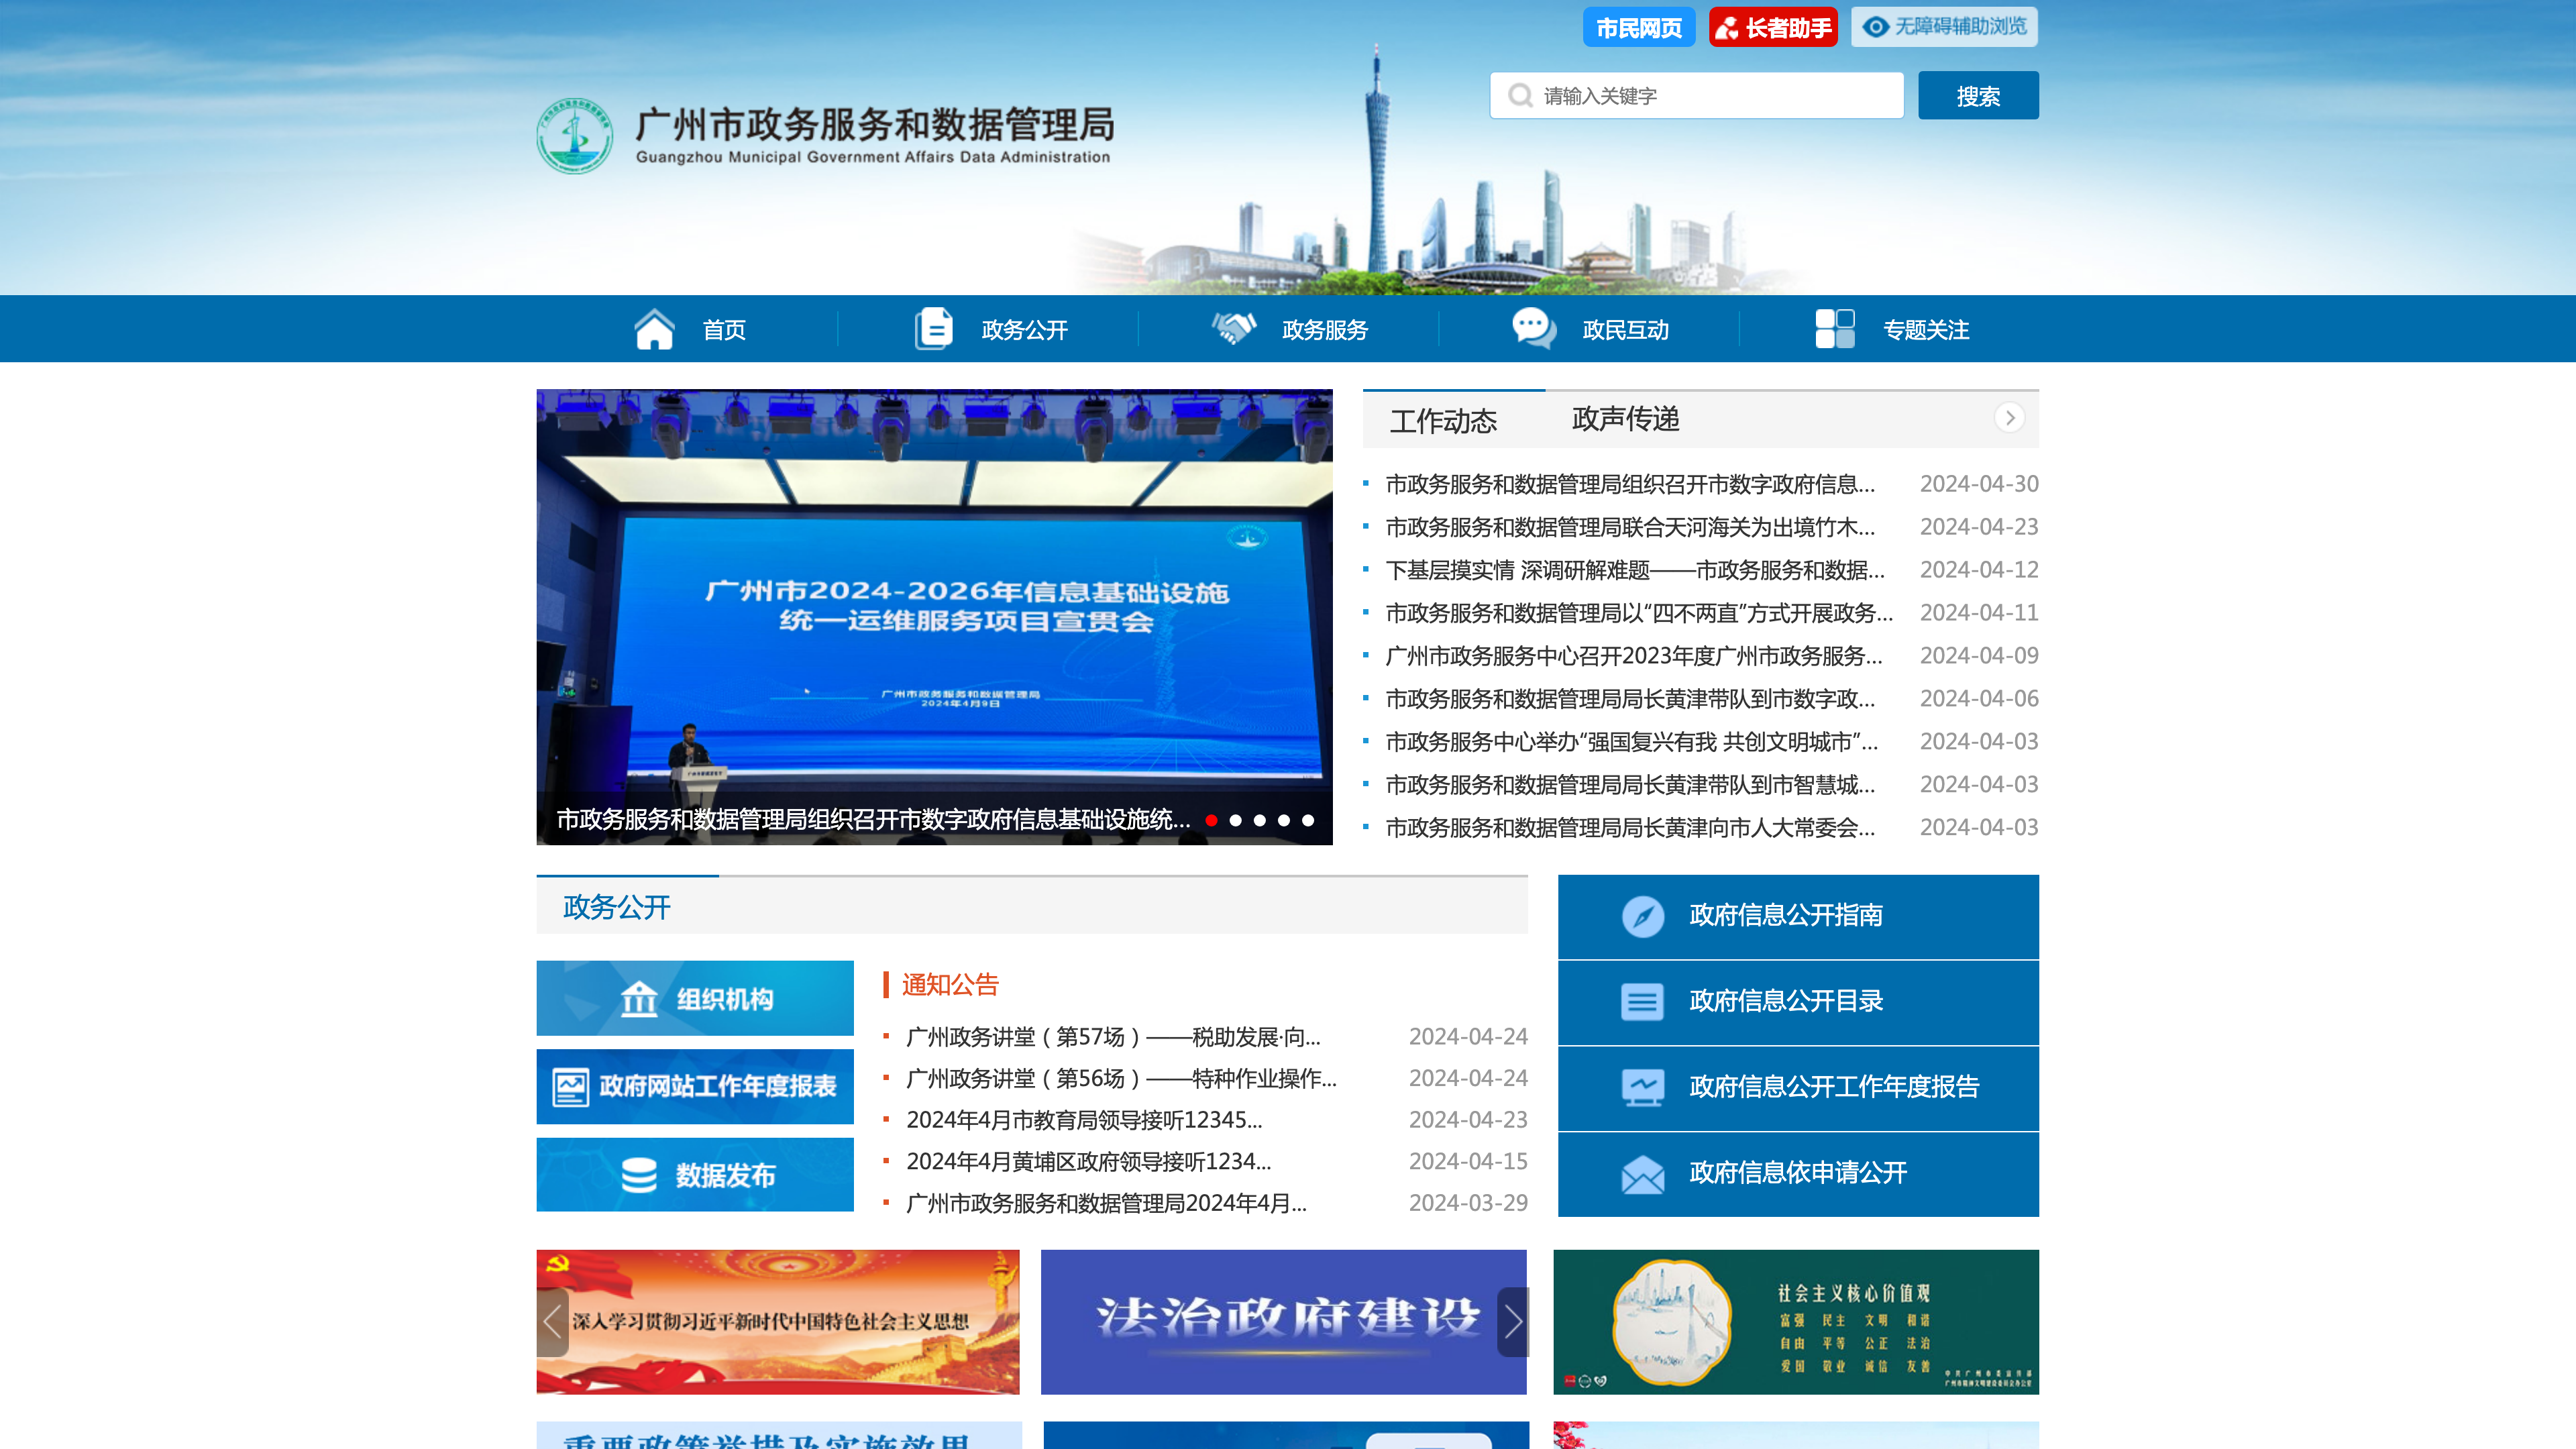 市民网页
长者助手
无障碍辅助浏览
请输入关键字
搜索
广州市政务服务和数据管理局
Guangzhou Municipal Government Affairs Data Administration
首页
政务公开
政务服务
政民互动
专题关注
广州市2024-2026年信息基础设施
统一运维服务项目宣贯会
广州市政务服务和数据管理局
2024年4月9日
市政务服务和数据管理局组织召开市数字政府信息基础设施统...
工作动态
政声传递
市政务服务和数据管理局组织召开市数字政府信息... 2024-04-30
市政务服务和数据管理局联合天河海关为出境竹木... 2024-04-23
下基层摸实情 深调研解难题——市政务服务和数据... 2024-04-12
市政务服务和数据管理局以“四不两直”方式开展政务... 2024-04-11
广州市政务服务中心召开2023年度广州市政务服务... 2024-04-09
市政务服务和数据管理局局长黄津带队到市数字政... 2024-04-06
市政务服务中心举办“强国复兴有我 共创文明城市”... 2024-04-03
市政务服务和数据管理局局长黄津带队到市智慧城... 2024-04-03
市政务服务和数据管理局局长黄津向市人大常委会... 2024-04-03
政务公开
组织机构
政府网站工作年度报表
数据发布
通知公告
广州政务讲堂（第57场）——税助发展·向... 2024-04-24
广州政务讲堂（第56场）——特种作业操作... 2024-04-24
2024年4月市教育局领导接听12345... 2024-04-23
2024年4月黄埔区政府领导接听1234... 2024-04-15
广州市政务服务和数据管理局2024年4月... 2024-03-29
政府信息公开指南
政府信息公开目录
政府信息公开工作年度报告
政府信息依申请公开
深入学习贯彻习近平新时代中国特色社会主义思想
法治政府建设
社会主义核心价值观
富强 民主 文明 和谐
自由 平等 公正 法治
爱国 敬业 诚信 友善
重要政策举措及实施效果